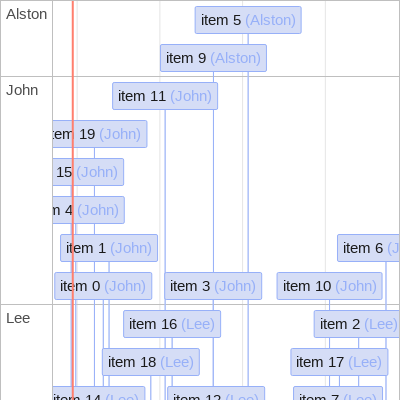 Alston
item 5 (Alston)
item 9 (Alston)
John
item 11 (John)
item 19 (John)
15 (John)
4 (John)
item 1 (John)
item 6 (J
item 0 (John)
item 3 (John)
item 10 (John)
Lee
item 16 (Lee)
item 2 (Lee)
item 18 (Lee)
item 17 (Lee)
item 14 (Lee)
item 12 (Lee)
item 7 (Lee)